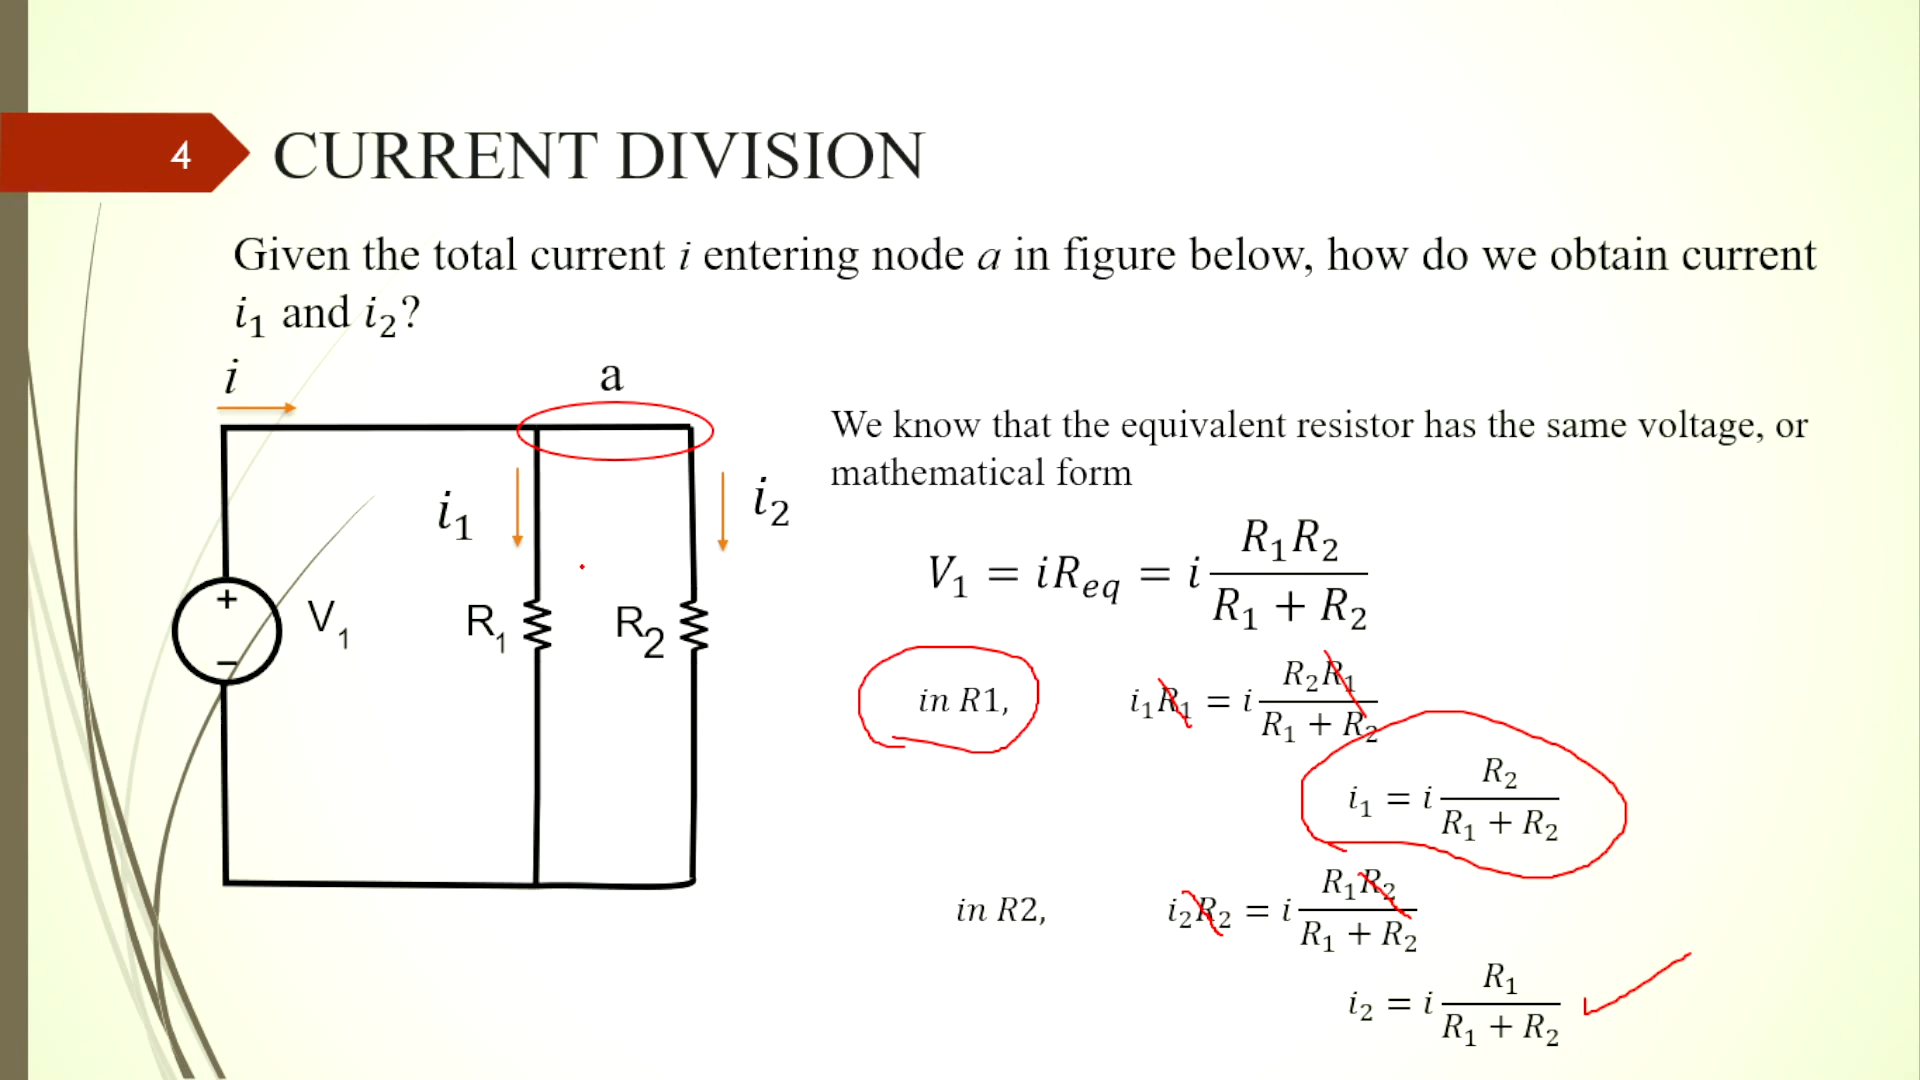 4
CURRENT DIVISION
Given the total current i entering node a in figure below, how do we obtain current
i₁ and i₂?
i
a
i₁
i₂
+
−
V₁
R₁
R₂
We know that the equivalent resistor has the same voltage, or
mathematical form
V₁ = iR_eq = i R₁R₂ / (R₁ + R₂)
in R1, i₁R₁ = i R₂R₁ / (R₁ + R₂)
i₁ = i R₂ / (R₁ + R₂)
in R2, i₂R₂ = i R₁R₂ / (R₁ + R₂)
i₂ = i R₁ / (R₁ + R₂)